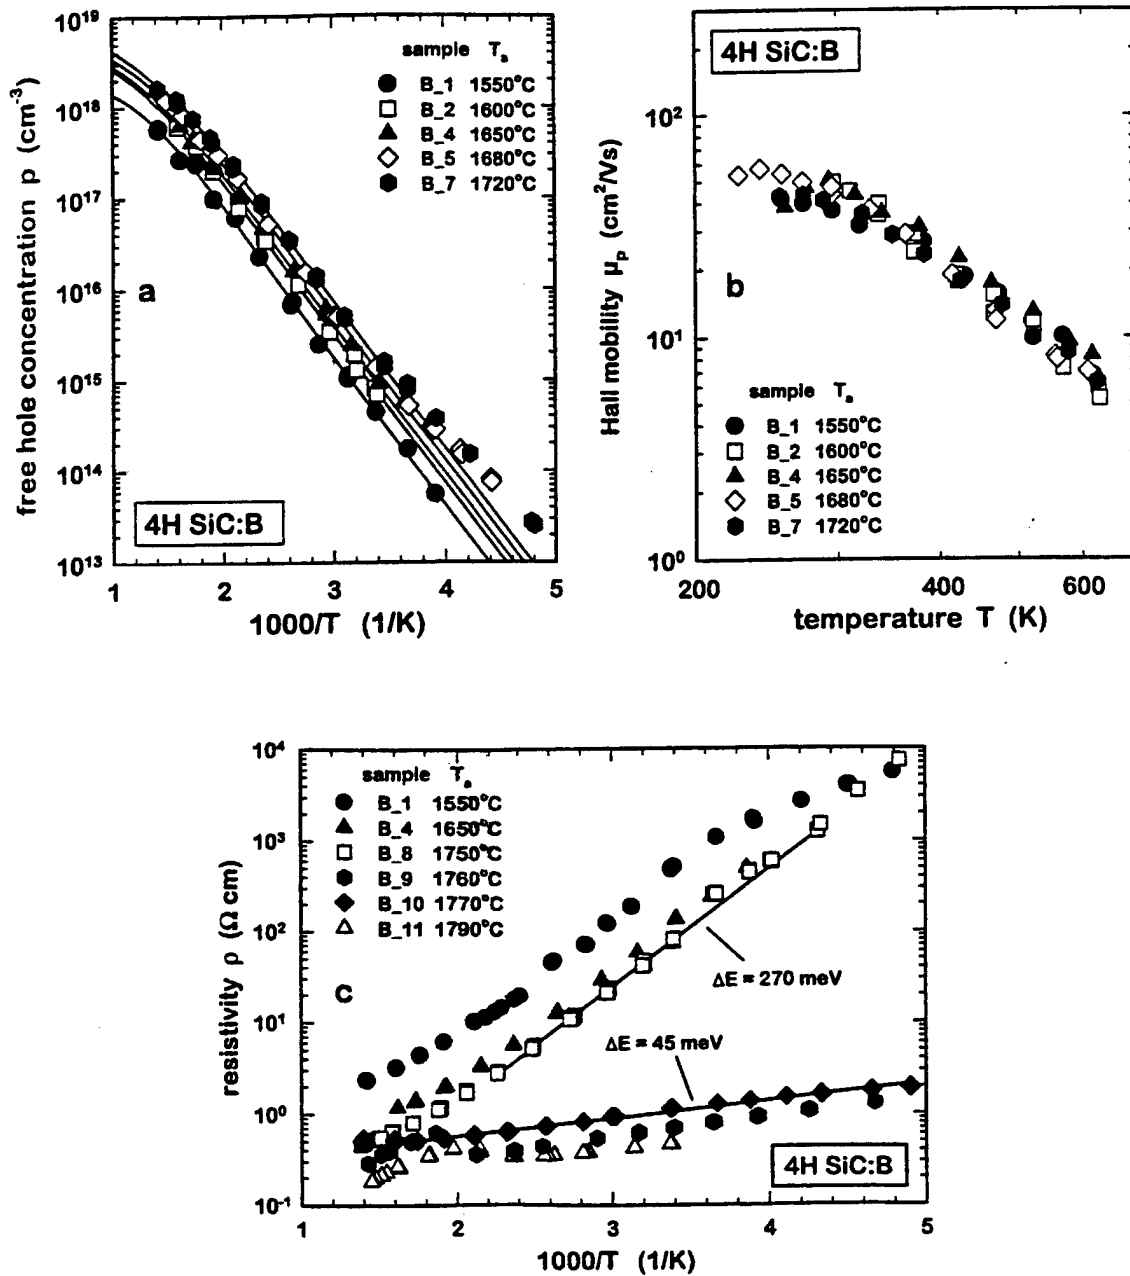 10¹⁹
10¹⁸
10¹⁷
10¹⁶
10¹⁵
10¹⁴
10¹³
free hole concentration p (cm⁻³)
sample Tₐ
B_1 1550°C
B_2 1600°C
B_4 1650°C
B_5 1680°C
B_7 1720°C
a
4H SiC:B
1 2 3 4 5
1000/T (1/K)
4H SiC:B
10²
10¹
10⁰
Hall mobility μₚ (cm²/Vs)
b
sample Tₐ
B_1 1550°C
B_2 1600°C
B_4 1650°C
B_5 1680°C
B_7 1720°C
200 400 600
temperature T (K)
10⁴
10³
10²
10¹
10⁰
10⁻¹
resistivity ρ (Ω cm)
sample Tₐ
B_1 1550°C
B_4 1650°C
B_8 1750°C
B_9 1760°C
B_10 1770°C
B_11 1790°C
c
ΔE = 270 meV
ΔE = 45 meV
4H SiC:B
1 2 3 4 5
1000/T (1/K)